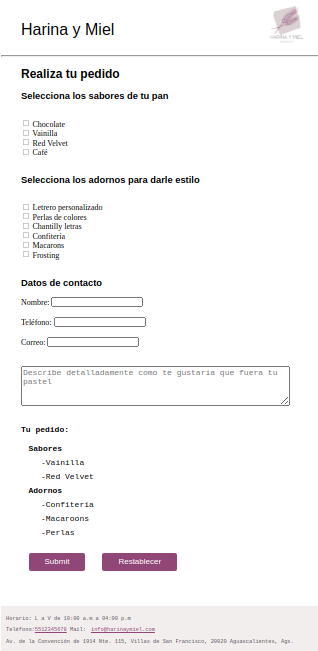 Harina y Miel
HARINA Y MIEL
Realiza tu pedido
Selecciona los sabores de tu pan
Chocolate
Vainilla
Red Velvet
Café
Selecciona los adornos para darle estilo
Letrero personalizado
Perlas de colores
Chantilly letras
Confitería
Macarons
Frosting
Datos de contacto
Nombre:
Teléfono:
Correo:
Describe detalladamente como te gustaria que fuera tu
pastel
Tu pedido:
Sabores
-Vainilla
-Red Velvet
Adornos
-Confitería
-Macaroons
-Perlas
Submit Restablecer
Horario: L a V de 10:00 a.m a 04:00 p.m
Teléfono:5512345678 Mail: info@harinaymiel.com
Av. de la Convención de 1914 Nte. 115, Villas de San Francisco, 20020 Aguascalientes, Ags.